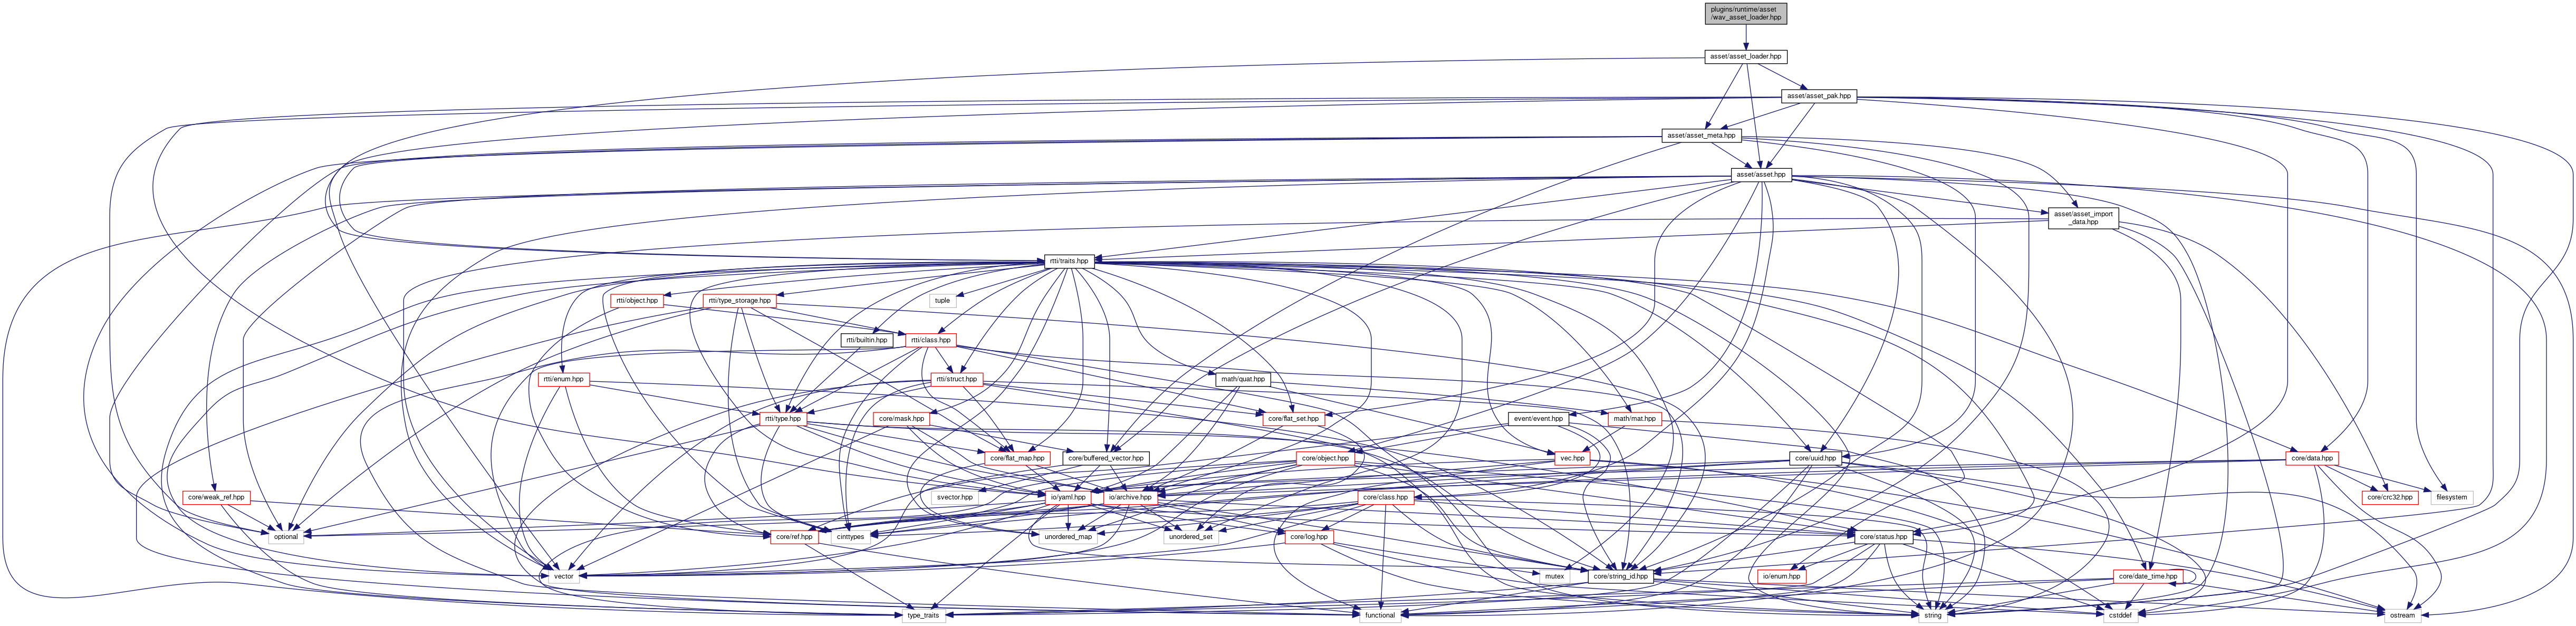 plugins/runtime/asset
/wav_asset_loader.hpp
asset/asset_loader.hpp
asset/asset_pak.hpp
asset/asset_meta.hpp
asset/asset.hpp
asset/asset_import
_data.hpp
rtti/traits.hpp
rtti/object.hpp
rtti/type_storage.hpp
tuple
rtti/builtin.hpp
rtti/class.hpp
rtti/enum.hpp
rtti/struct.hpp
math/quat.hpp
rtti/type.hpp
core/mask.hpp
core/flat_set.hpp
event/event.hpp
math/mat.hpp
core/flat_map.hpp
core/buffered_vector.hpp
core/object.hpp
vec.hpp
core/uuid.hpp
core/data.hpp
core/weak_ref.hpp
svector.hpp
io/yaml.hpp
io/archive.hpp
core/class.hpp
core/crc32.hpp
filesystem
optional
core/ref.hpp
cinttypes
unordered_map
unordered_set
core/log.hpp
core/status.hpp
vector
mutex
core/string_id.hpp
io/enum.hpp
core/date_time.hpp
type_traits
functional
string
cstddef
ostream